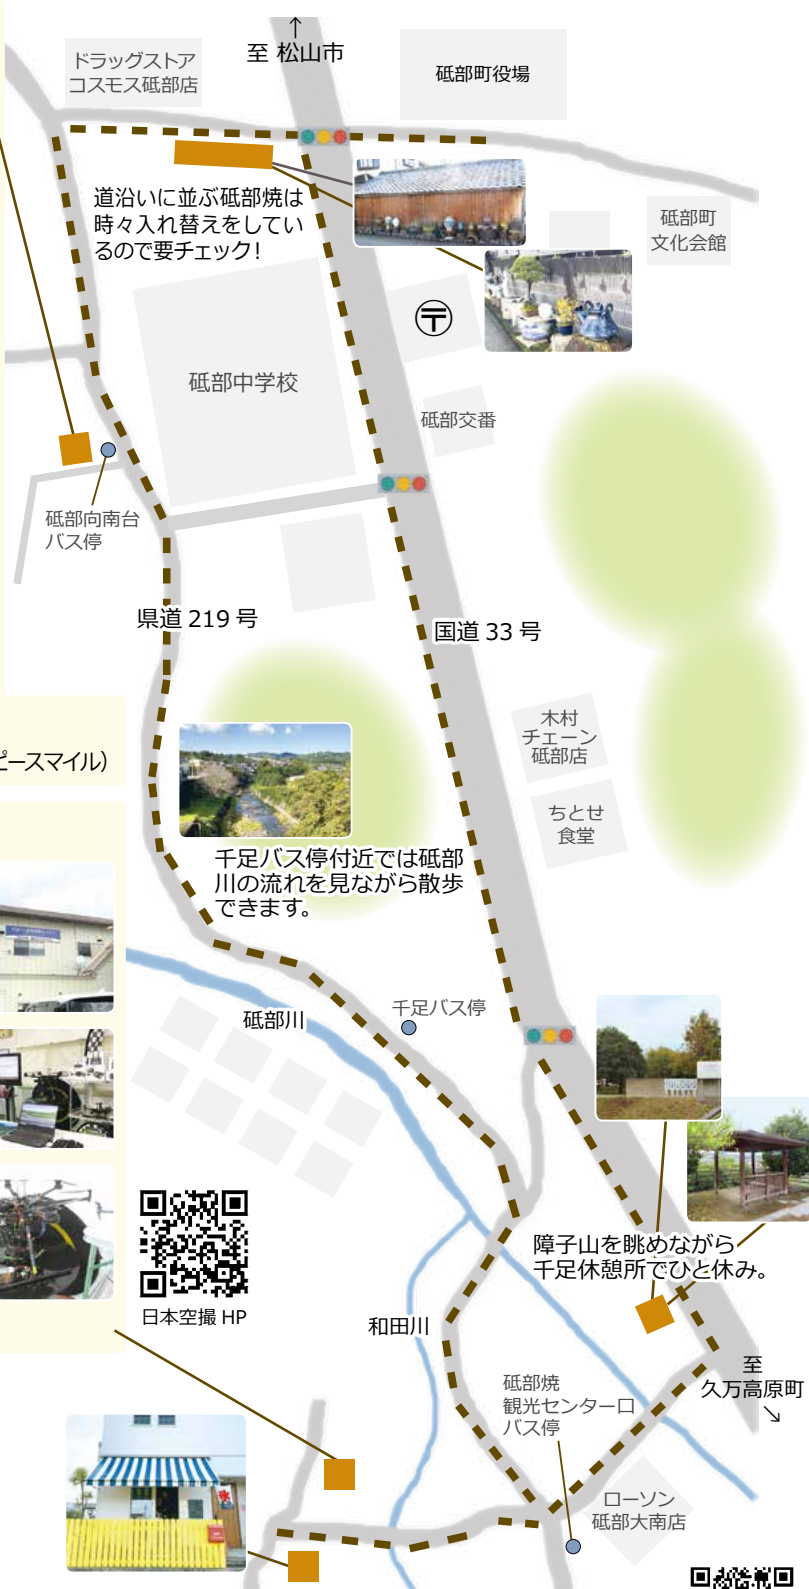 ↑
至 松山市
ドラッグストア
コスモス砥部店
砥部町役場
道沿いに並ぶ砥部焼は
時々入れ替えをしてい
るので要チェック！
砥部町
文化会館
〒
砥部中学校
砥部交番
砥部向南台
バス停
県道 219 号
国道 33 号
木村
チェーン
砥部店
ピースマイル）
ちとせ
食堂
千足バス停付近では砥部
川の流れを見ながら散歩
できます。
砥部川
千足バス停
障子山を眺めながら
千足休憩所でひと休み。
日本空撮 HP
和田川
至
久万高原町
↘
砥部焼
観光センター口
バス停
ローソン
砥部大南店
氷